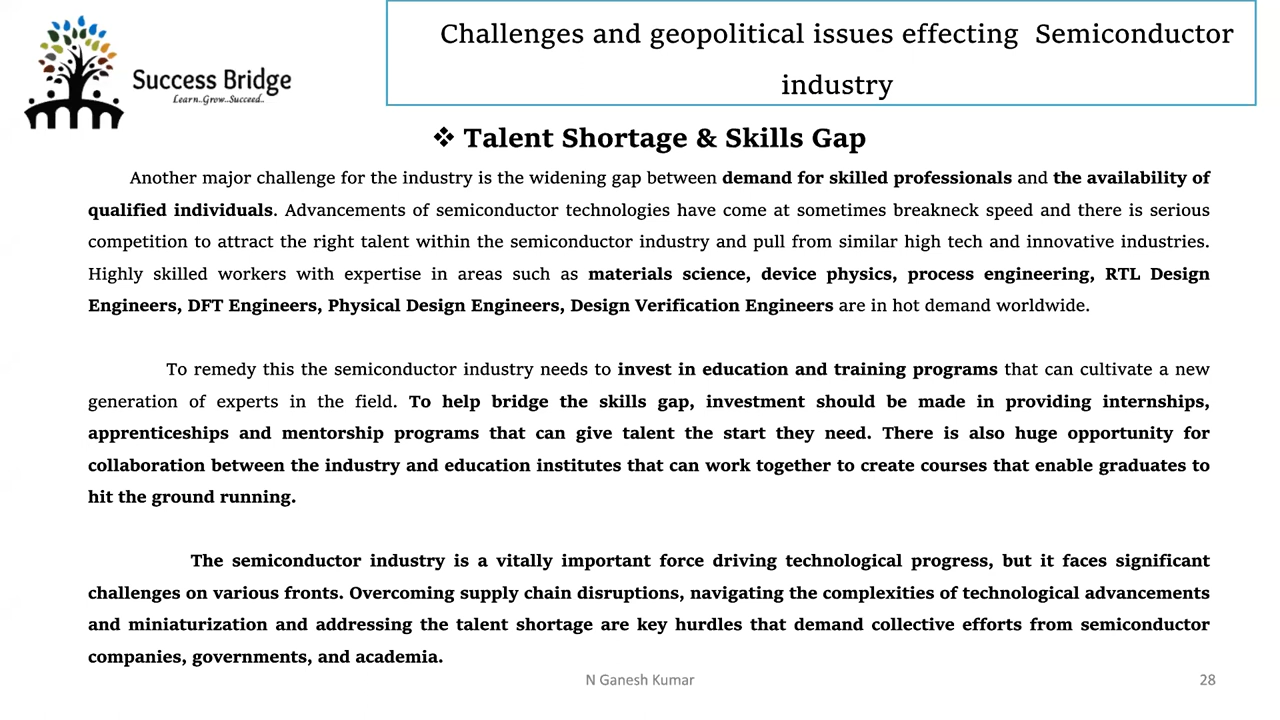 Success Bridge
Learn..Grow..Succeed..
Challenges and geopolitical issues effecting Semiconductor
industry
❖ Talent Shortage & Skills Gap
Another major challenge for the industry is the widening gap between demand for skilled professionals and the availability of
qualified individuals. Advancements of semiconductor technologies have come at sometimes breakneck speed and there is serious
competition to attract the right talent within the semiconductor industry and pull from similar high tech and innovative industries.
Highly skilled workers with expertise in areas such as materials science, device physics, process engineering, RTL Design
Engineers, DFT Engineers, Physical Design Engineers, Design Verification Engineers are in hot demand worldwide.
To remedy this the semiconductor industry needs to invest in education and training programs that can cultivate a new
generation of experts in the field. To help bridge the skills gap, investment should be made in providing internships,
apprenticeships and mentorship programs that can give talent the start they need. There is also huge opportunity for
collaboration between the industry and education institutes that can work together to create courses that enable graduates to
hit the ground running.
The semiconductor industry is a vitally important force driving technological progress, but it faces significant
challenges on various fronts. Overcoming supply chain disruptions, navigating the complexities of technological advancements
and miniaturization and addressing the talent shortage are key hurdles that demand collective efforts from semiconductor
companies, governments, and academia.
N Ganesh Kumar
28